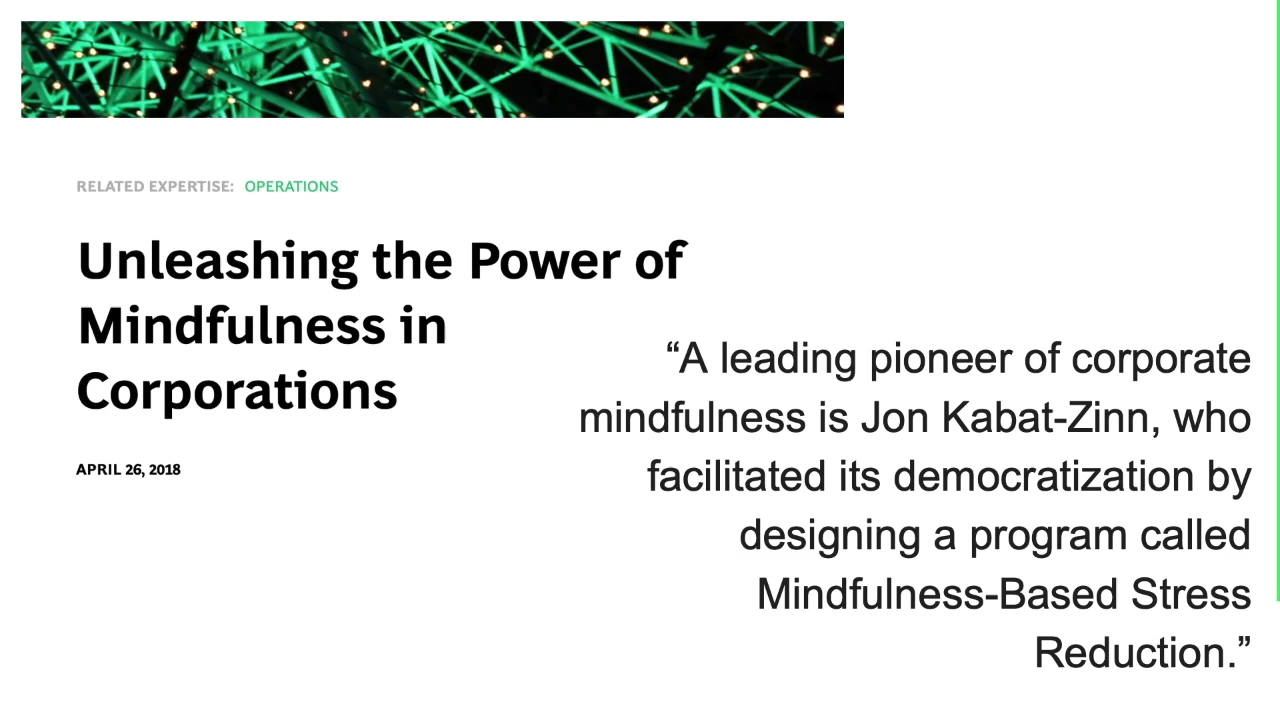 RELATED EXPERTISE: OPERATIONS
Unleashing the Power of
Mindfulness in
Corporations
APRIL 26, 2018
“A leading pioneer of corporate
mindfulness is Jon Kabat-Zinn, who
facilitated its democratization by
designing a program called
Mindfulness-Based Stress
Reduction.”